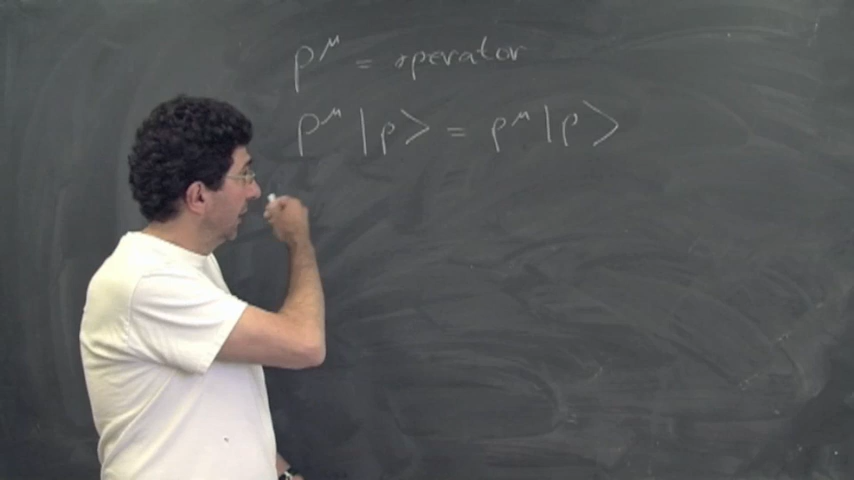 P^μ = operator
P^μ |p> = p^μ |p>